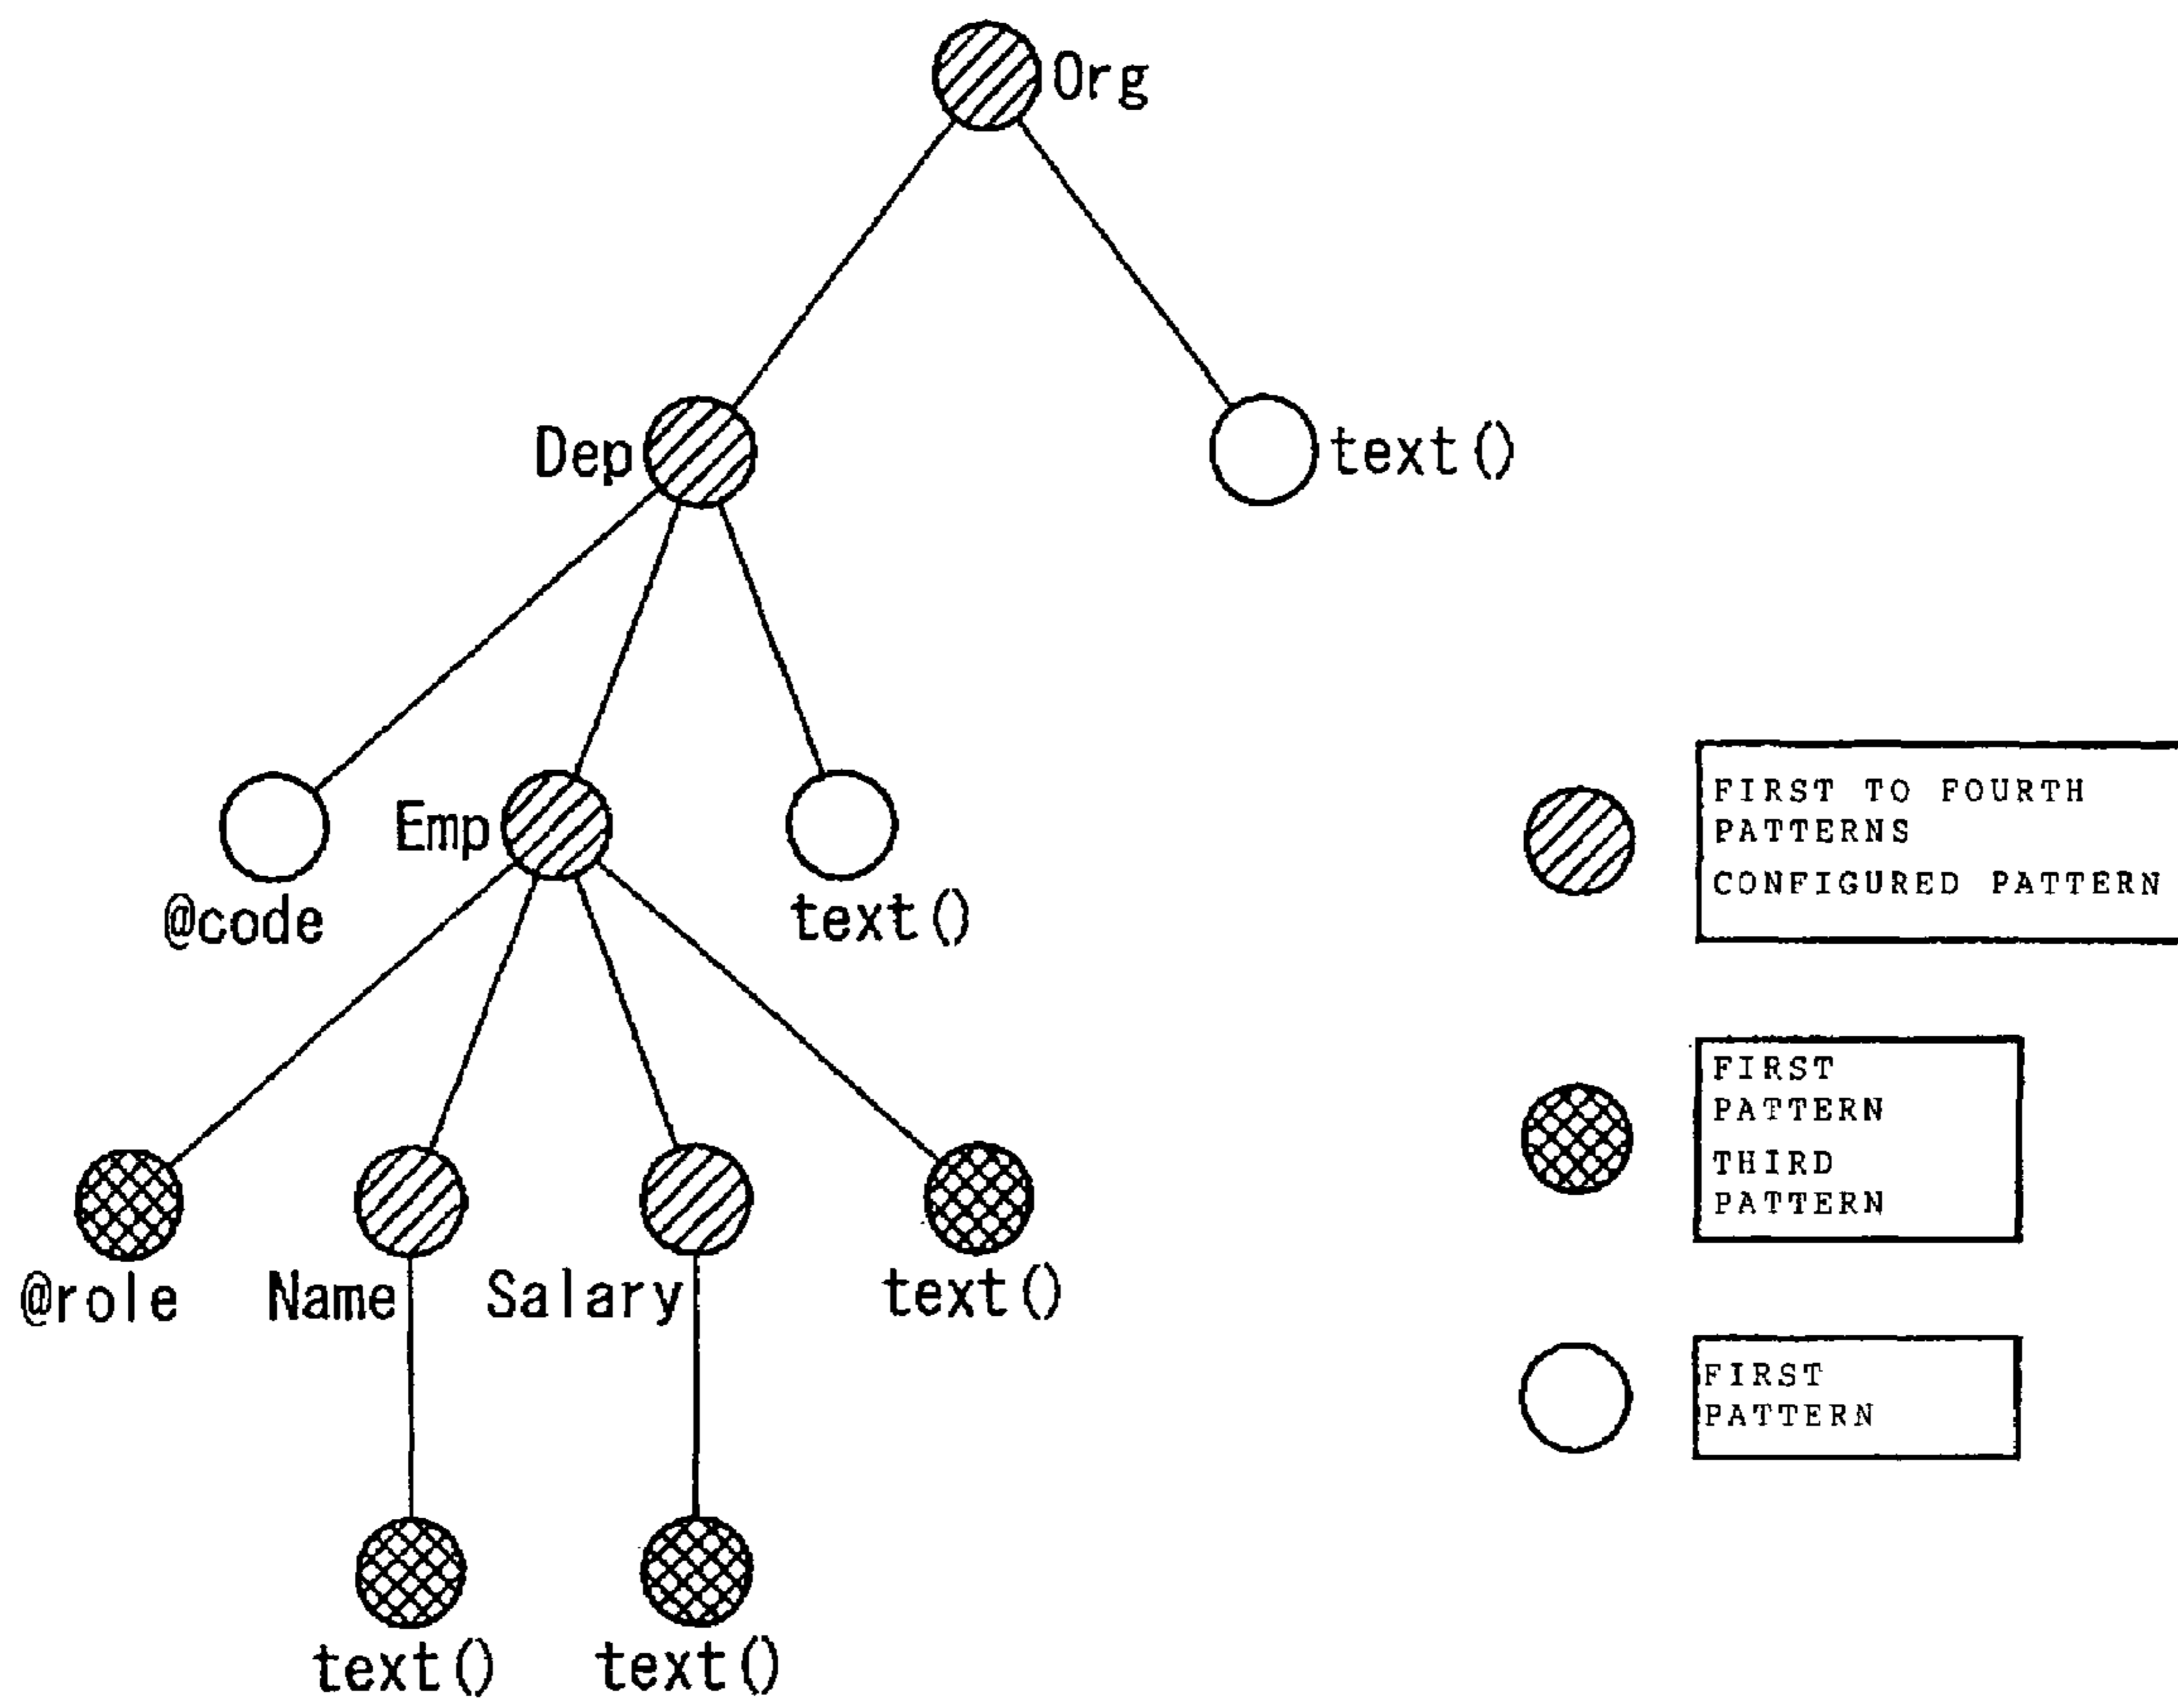 Org
Dep
text()
@code
Emp
text()
@role
Name
Salary
text()
text()
text()
FIRST TO FOURTH
PATTERNS
CONFIGURED PATTERN
FIRST
PATTERN
THIRD
PATTERN
FIRST
PATTERN